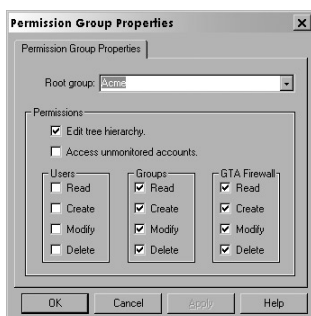 Permission Group Properties
Permission Group Properties
Root group: Acme
Permissions
Edit tree hierarchy.
Access unmonitored accounts.
Users Groups GTA Firewall
Read Read Read
Create Create Create
Modify Modify Modify
Delete Delete Delete
OK Cancel Apply Help